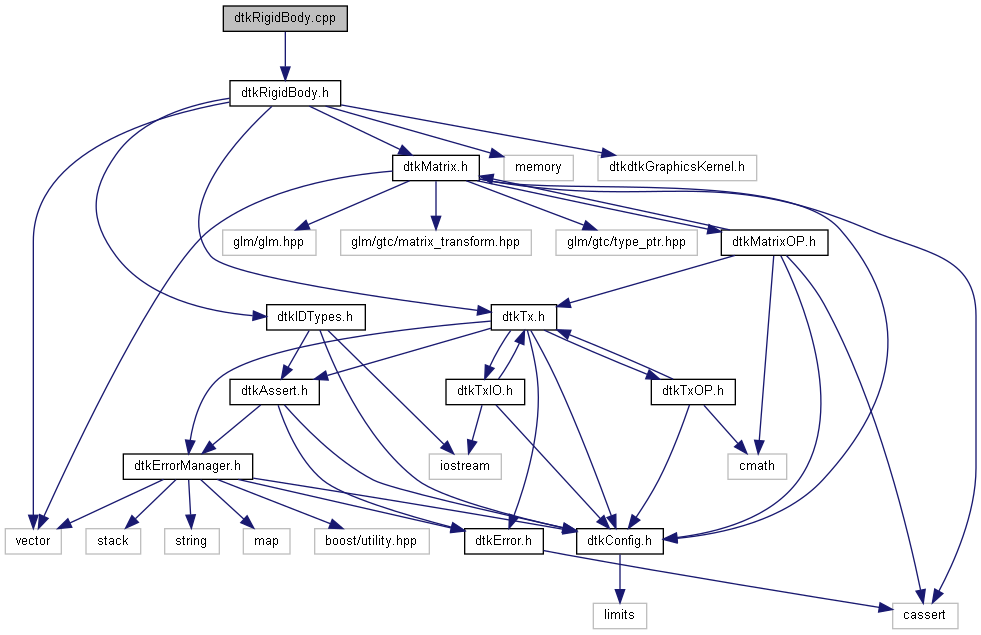 dtkRigidBody.cpp
dtkRigidBody.h
dtkMatrix.h
memory
dtkdtkGraphicsKernel.h
glm/glm.hpp
glm/gtc/matrix_transform.hpp
glm/gtc/type_ptr.hpp
dtkMatrixOP.h
dtkIDTypes.h
dtkTx.h
dtkAssert.h
dtkTxIO.h
dtkTxOP.h
dtkErrorManager.h
iostream
cmath
vector
stack
string
map
boost/utility.hpp
dtkError.h
dtkConfig.h
limits
cassert